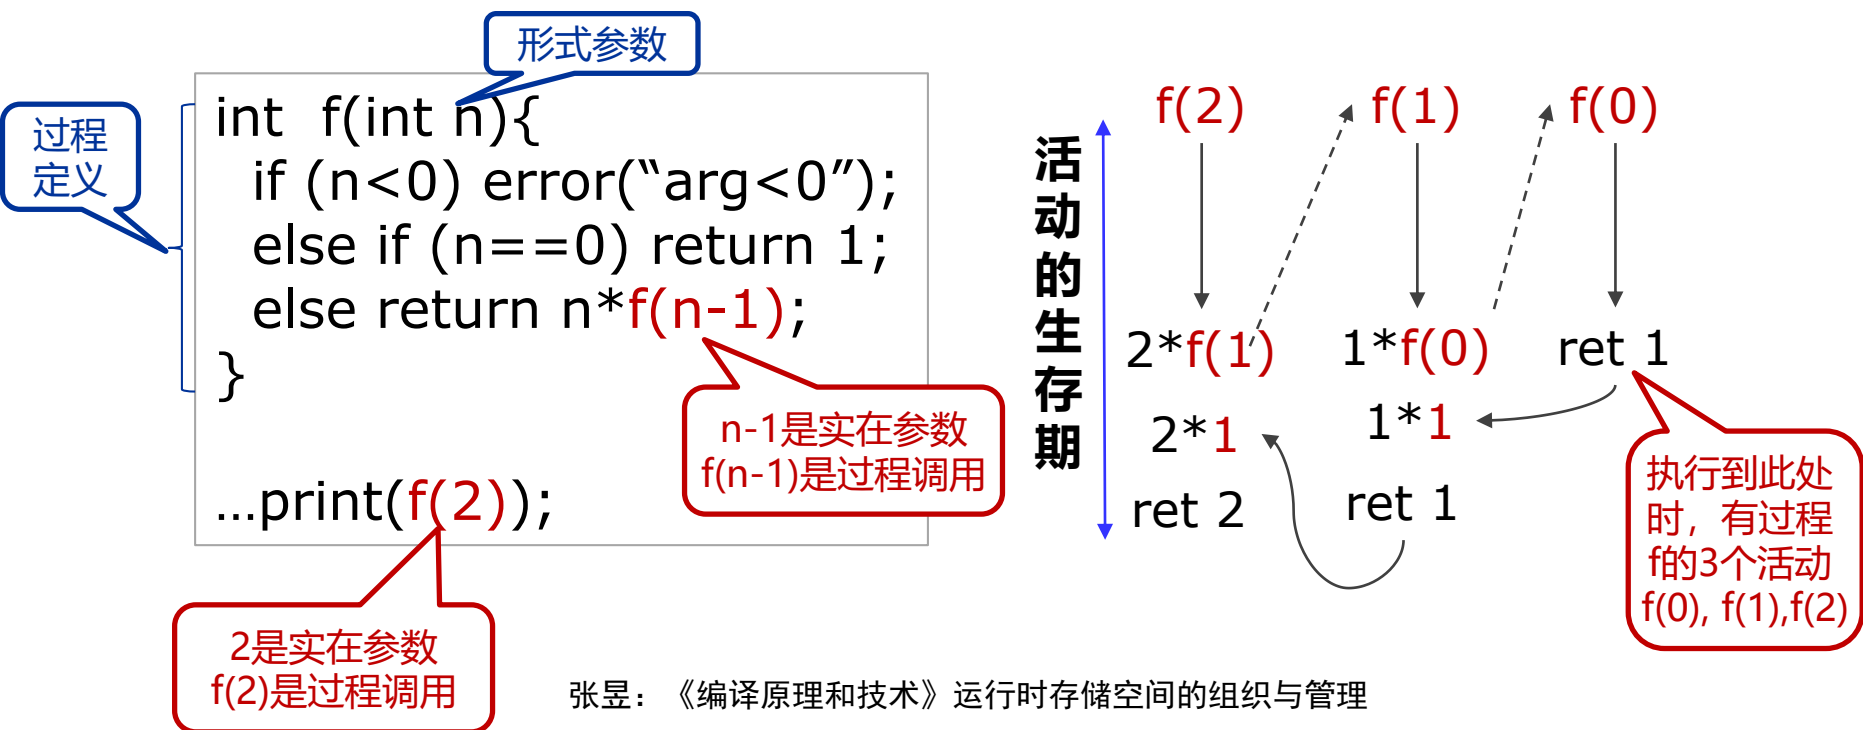 形式参数
过程
定义
int  f(int n){
if (n<0) error(“arg<0”);
else if (n==0) return 1;
else return n*f(n-1);
}
…print(f(2));
n-1是实在参数
f(n-1)是过程调用
2是实在参数
f(2)是过程调用
活动的生存期
f(2)
f(1)
f(0)
2*f(1)
1*f(0)
ret 1
2*1
1*1
ret 2
ret 1
执行到此处
时，有过程
f的3个活动
f(0), f(1),f(2)
张昱：《编译原理和技术》运行时存储空间的组织与管理